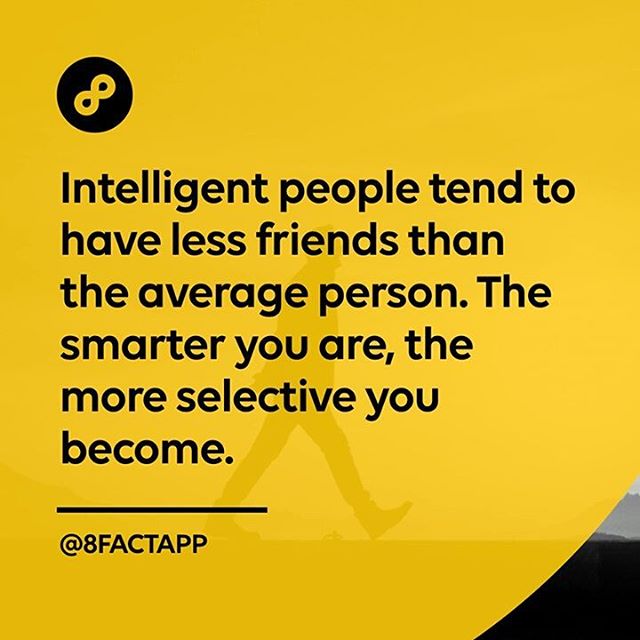 Intelligent people tend to
have less friends than
the average person. The
smarter you are, the
more selective you
become.
@8FACTAPP